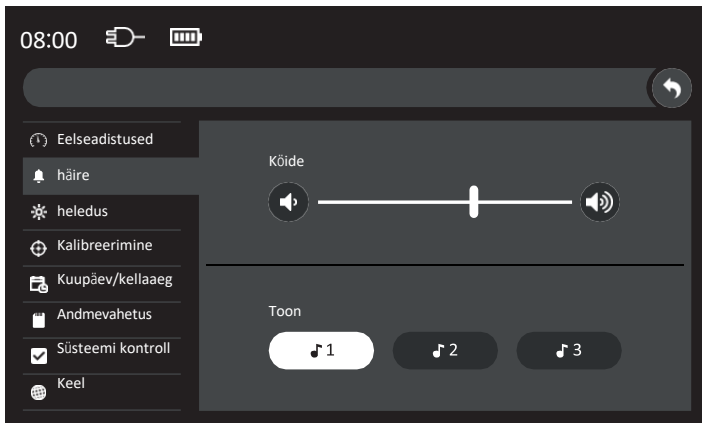 08:00
Eelseadistused
häire
heledus
Kalibreerimine
Kuupäev/kellaaeg
Andmevahetus
Süsteemi kontroll
Keel
Köide
Toon
1
2
3